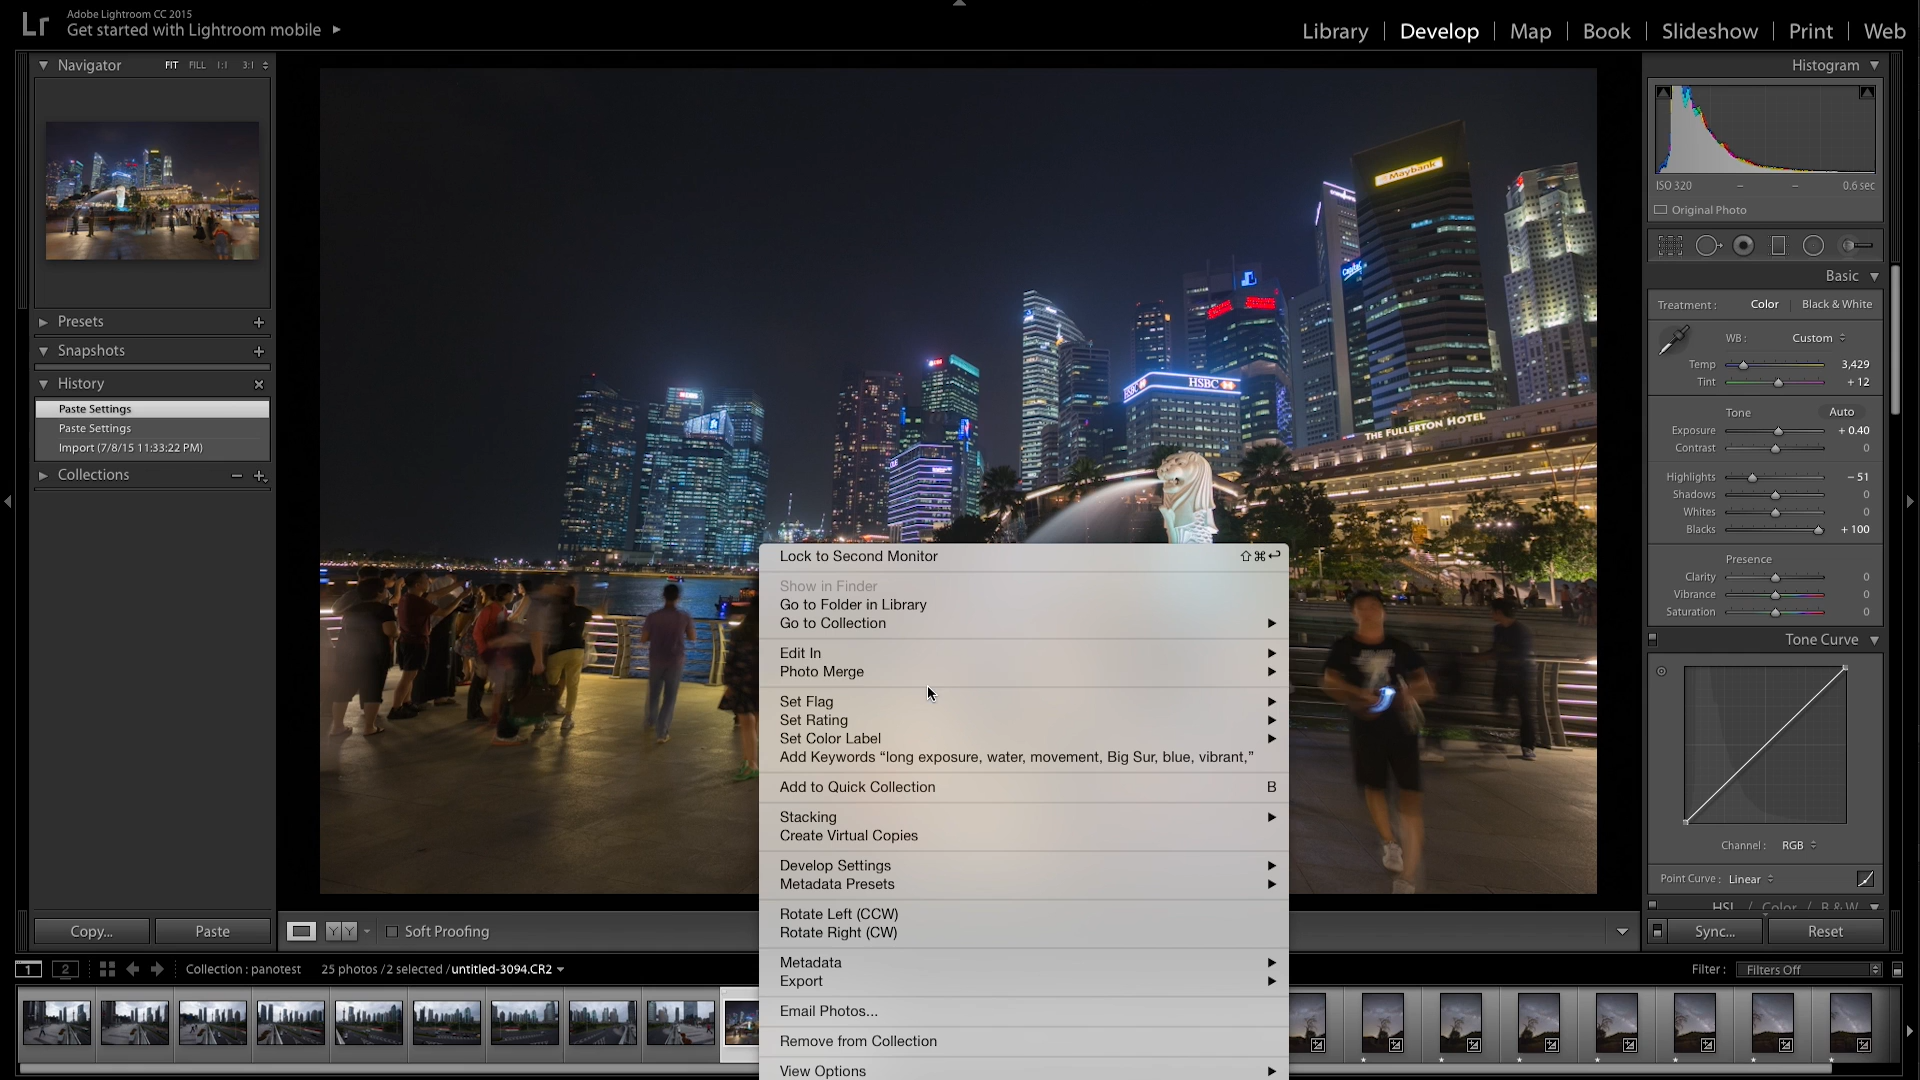 Lr
Adobe Lightroom CC 2015
Get started with Lightroom mobile
Library | Develop | Map | Book | Slideshow | Print | Web
Navigator FIT FILL 1:1 3:1
Presets
Snapshots
History
Paste Settings
Paste Settings
Import (7/8/15 11:33:22 PM)
Collections
Maybank
HSBC
HSBC
THE FULLERTON HOTEL
Lock to Second Monitor ⇧⌘↩
Show in Finder
Go to Folder in Library
Go to Collection
Edit In
Photo Merge
Set Flag
Set Rating
Set Color Label
Add Keywords “long exposure, water, movement, Big Sur, blue, vibrant,”
Add to Quick Collection B
Stacking
Create Virtual Copies
Develop Settings
Metadata Presets
Rotate Left (CCW)
Rotate Right (CW)
Metadata
Export
Email Photos...
Remove from Collection
View Options
Histogram
ISO 320 – – 0.6 sec
Original Photo
Basic
Treatment : Color Black & White
WB : Custom
Temp 3,429
Tint + 12
Tone Auto
Exposure + 0.40
Contrast 0
Highlights – 51
Shadows 0
Whites 0
Blacks + 100
Presence
Clarity 0
Vibrance 0
Saturation 0
Tone Curve
Channel : RGB
Point Curve : Linear
HSL / Color / B & W
Copy... Paste
YY
Soft Proofing
Sync... Reset
1 2
Collection : panotest 25 photos / 2 selected / untitled-3094.CR2
Filter : Filters Off